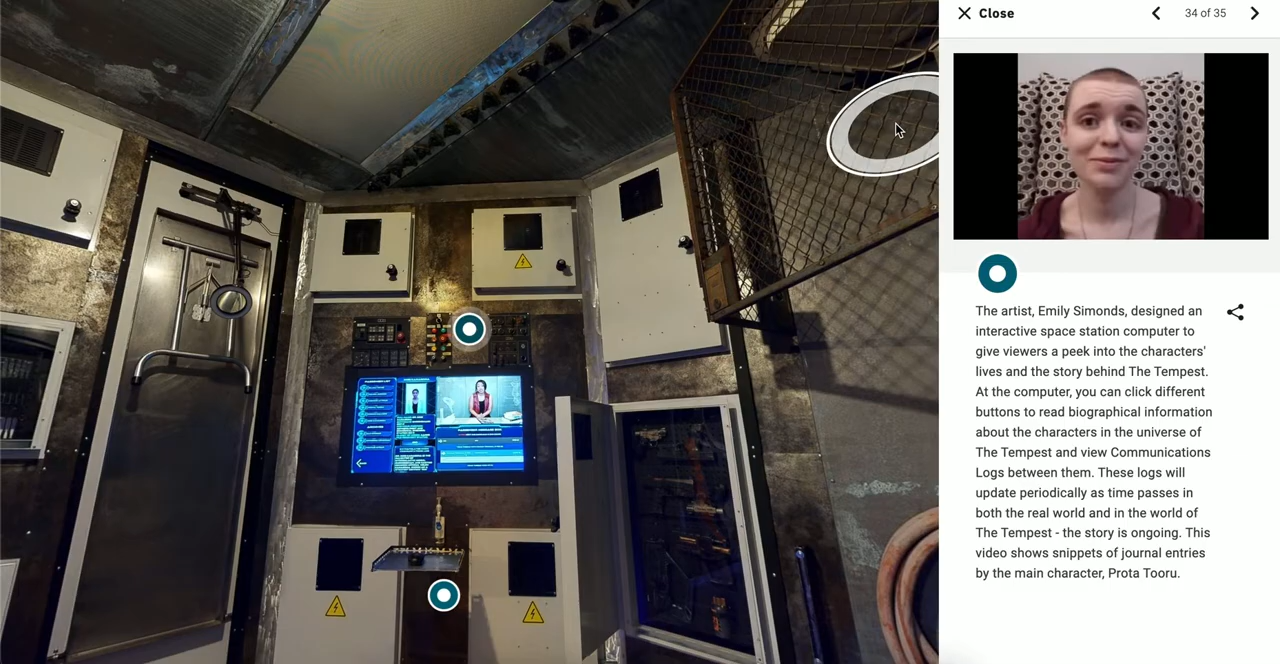 Close
34 of 35
The artist, Emily Simonds, designed an
interactive space station computer to
give viewers a peek into the characters'
lives and the story behind The Tempest.
At the computer, you can click different
buttons to read biographical information
about the characters in the universe of
The Tempest and view Communications
Logs between them. These logs will
update periodically as time passes in
both the real world and in the world of
The Tempest - the story is ongoing. This
video shows snippets of journal entries
by the main character, Prota Tooru.